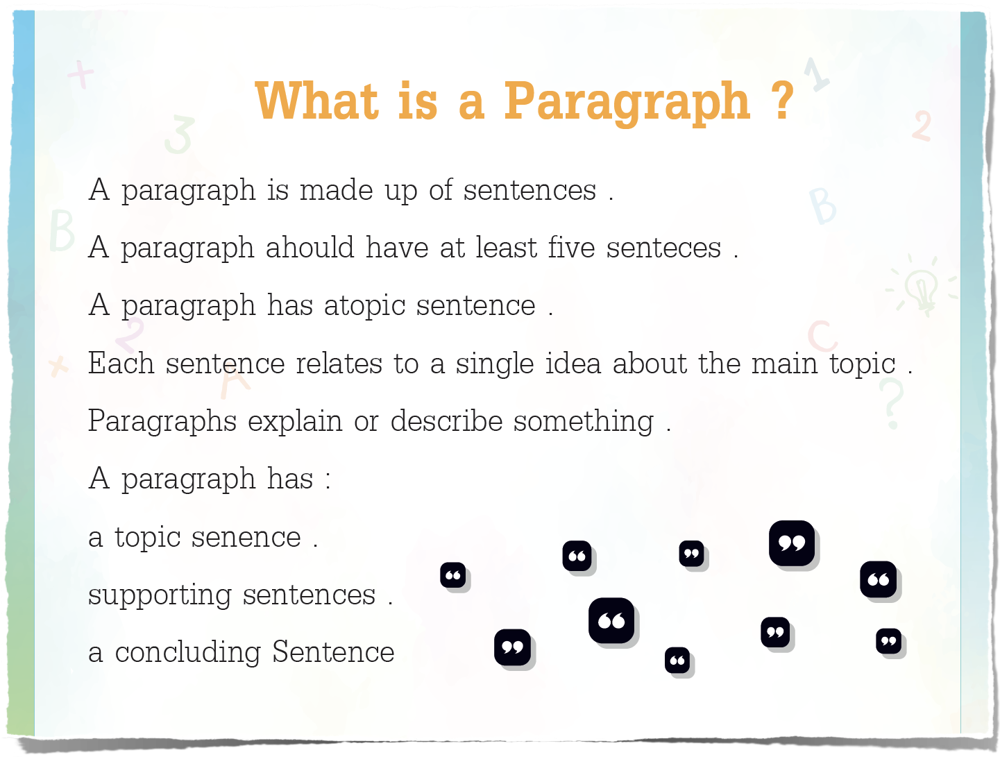 What is a Paragraph ?
A paragraph is made up of sentences .
A paragraph ahould have at least five senteces .
A paragraph has atopic sentence .
Each sentence relates to a single idea about the main topic .
Paragraphs explain or describe something .
A paragraph has :
a topic senence .
supporting sentences .
a concluding Sentence